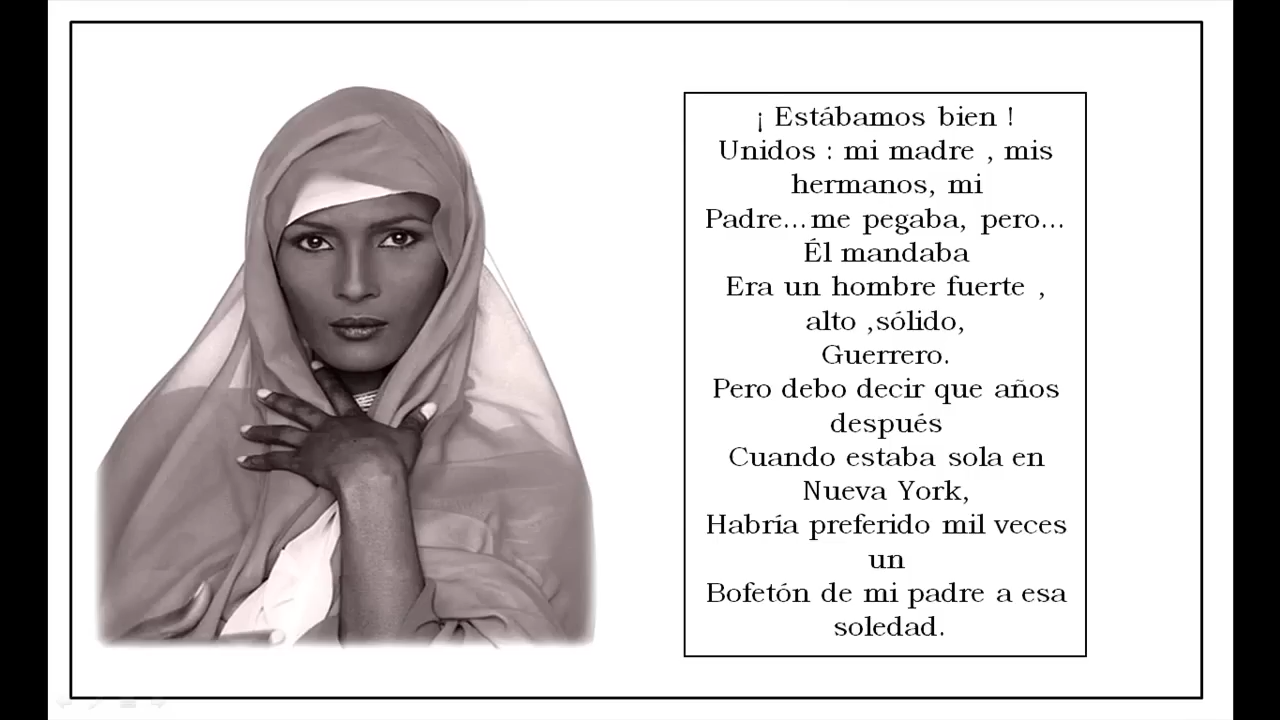 ¡ Estábamos bien !
Unidos : mi madre , mis
hermanos, mi
Padre...me pegaba, pero...
Él mandaba
Era un hombre fuerte ,
alto ,sólido,
Guerrero.
Pero debo decir que años
después
Cuando estaba sola en
Nueva York,
Habría preferido mil veces
un
Bofetón de mi padre a esa
soledad.